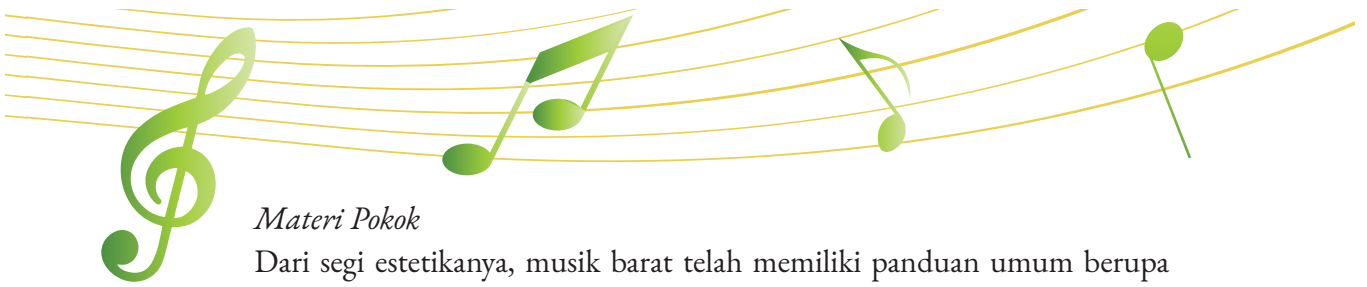 Materi Pokok
Dari segi estetikanya, musik barat telah memiliki panduan umum berupa